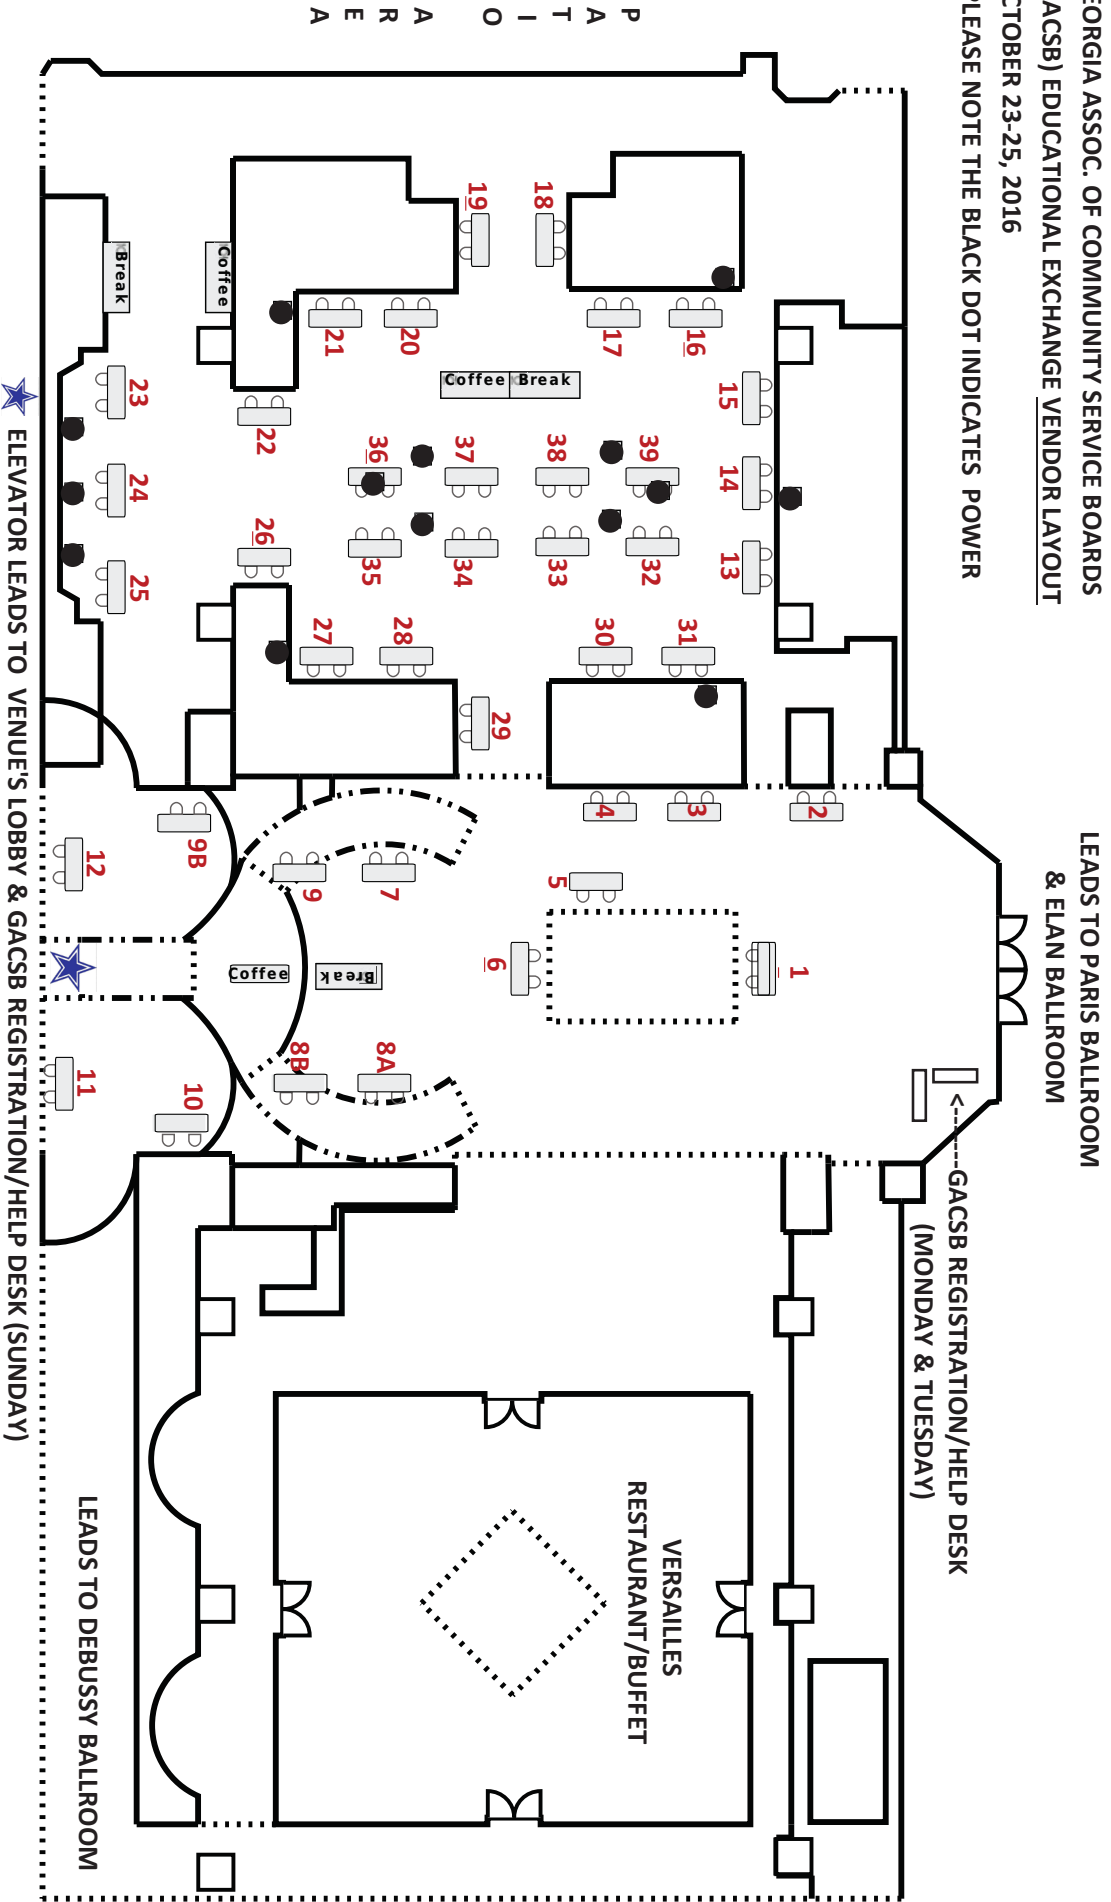 EORGIA ASSOC. OF COMMUNITY SERVICE BOARDS
ACSB) EDUCATIONAL EXCHANGE VENDOR LAYOUT
CTOBER 23-25, 2016
PLEASE NOTE THE BLACK DOT INDICATES POWER
PATIO AREA
LEADS TO PARIS BALLROOM
& ELAN BALLROOM
<-----GACSB REGISTRATION/HELP DESK
(MONDAY & TUESDAY)
19
18
21
20
17
16
15
14
13
Coffee
Break
Break
Coffee
23
24
25
22
26
36
37
38
39
35
34
33
32
27
28
29
30
31
4
3
2
5
6
1
9B
12
9
7
Coffee
Break
8B
8A
11
10
VERSAILLES
RESTAURANT/BUFFET
LEADS TO DEBUSSY BALLROOM
ELEVATOR LEADS TO VENUE'S LOBBY & GACSB REGISTRATION/HELP DESK (SUNDAY)